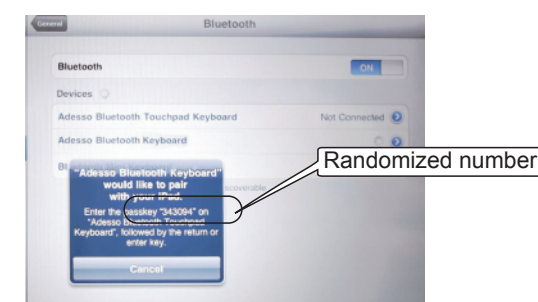 General
Bluetooth
Bluetooth
ON
Devices
Adesso Bluetooth Touchpad Keyboard
Not Connected
Adesso Bluetooth Keyboard
Randomized number
"Adesso Bluetooth Keyboard"
would like to pair
with your iPad.
Enter the passkey "343094" on
"Adesso Bluetooth Touchpad
Keyboard", followed by the return or
enter key.
Cancel